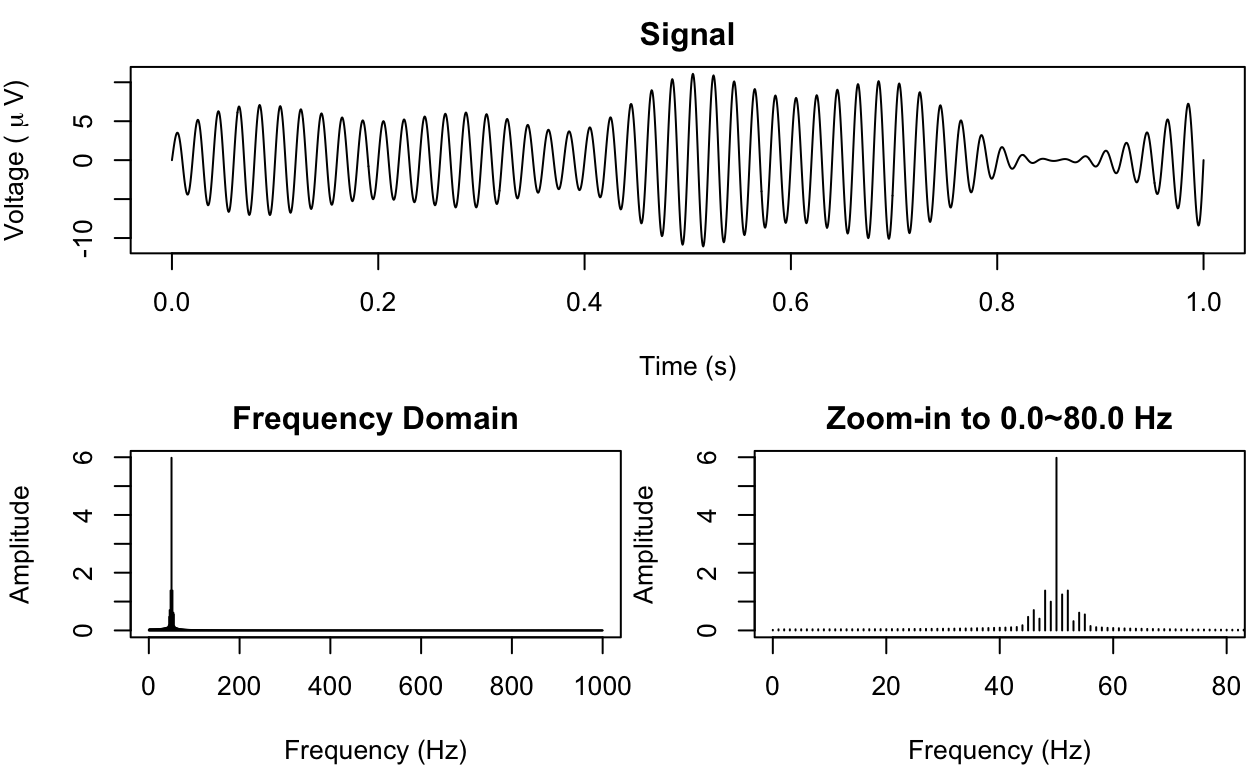 Signal
Voltage ( μ V)
5
0
-10
0.0 0.2 0.4 0.6 0.8 1.0
Time (s)
Frequency Domain
Amplitude
6
4
2
0
0 200 400 600 800 1000
Frequency (Hz)
Zoom-in to 0.0~80.0 Hz
Amplitude
6
4
2
0
0 20 40 60 80
Frequency (Hz)